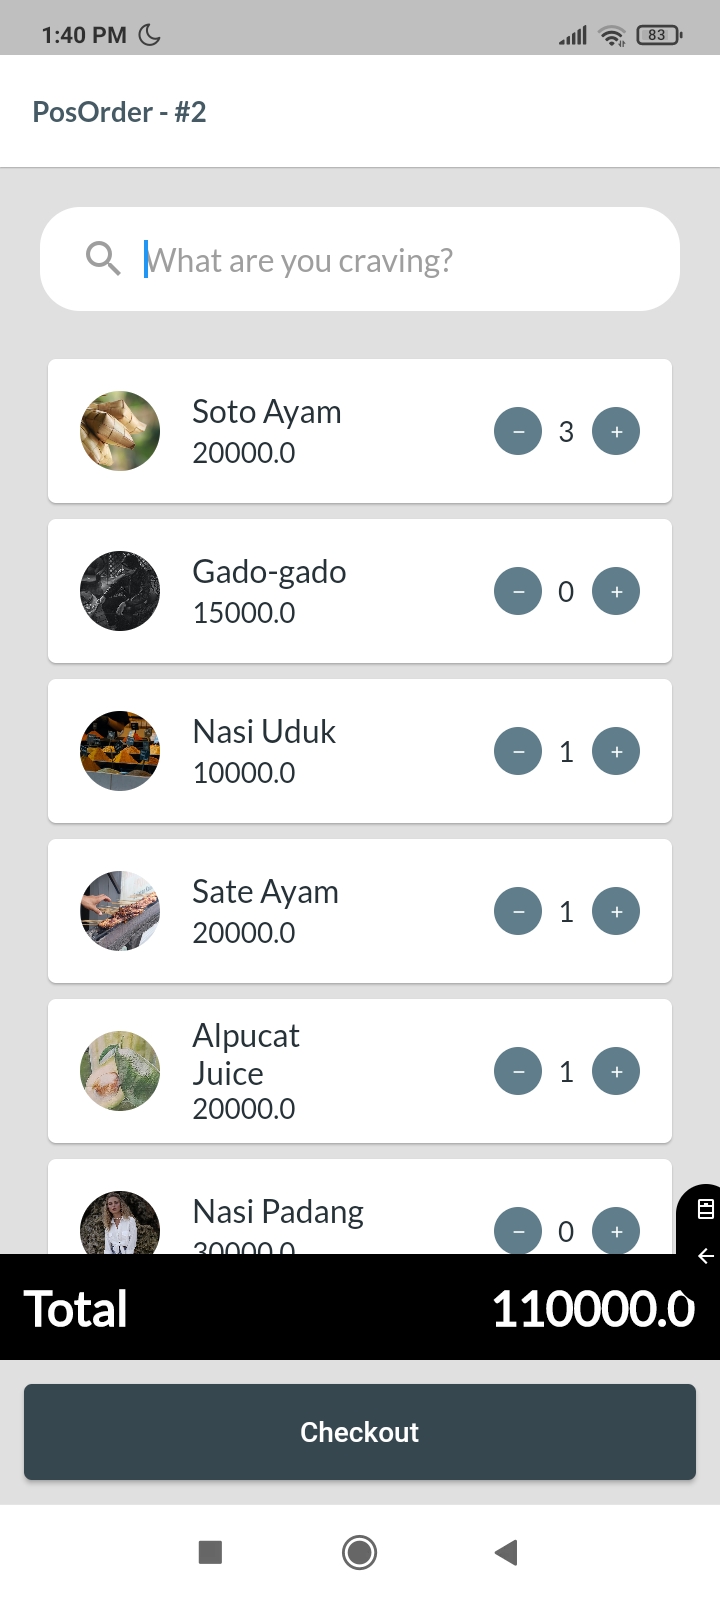 1:40 PM
83
PosOrder - #2
What are you craving?
Soto Ayam
20000.0
− 3 +
Gado-gado
15000.0
− 0 +
Nasi Uduk
10000.0
− 1 +
Sate Ayam
20000.0
− 1 +
Alpucat
Juice
20000.0
− 1 +
Nasi Padang
30000.0
− 0 +
Total 110000.0
Checkout